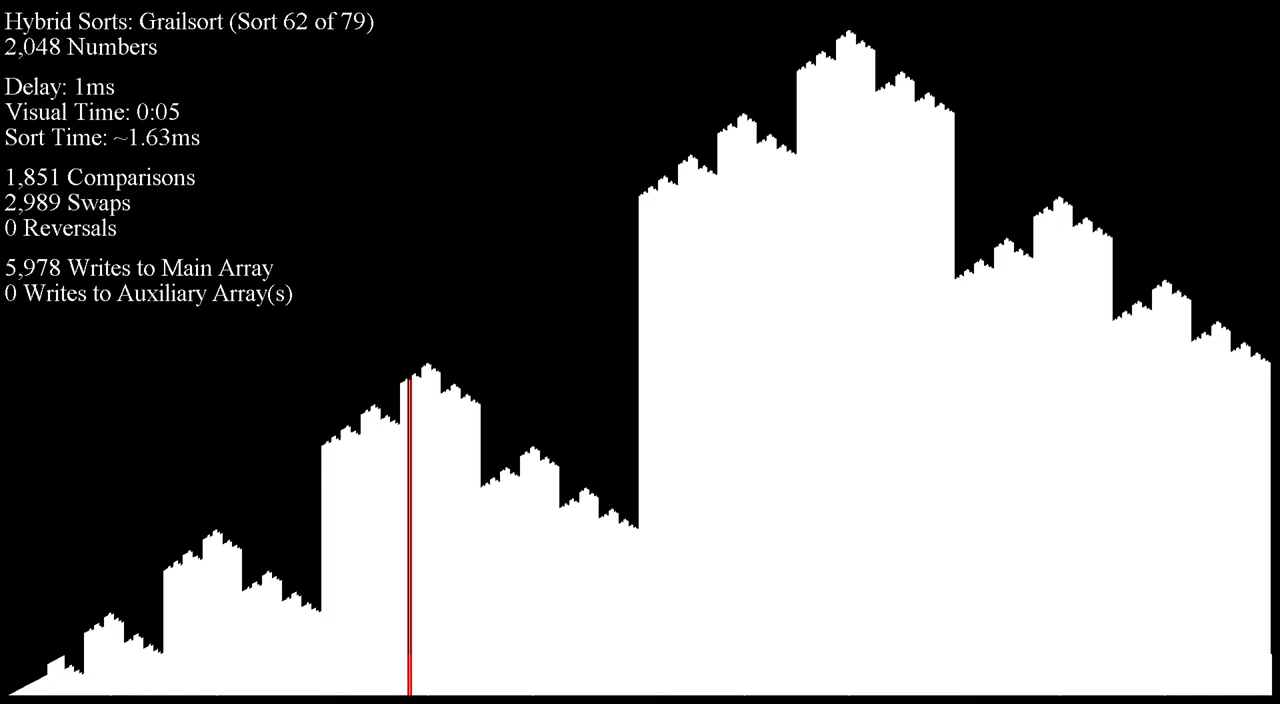 Hybrid Sorts: Grailsort (Sort 62 of 79)
2,048 Numbers
Delay: 1ms
Visual Time: 0:05
Sort Time: ~1.63ms
1,851 Comparisons
2,989 Swaps
0 Reversals
5,978 Writes to Main Array
0 Writes to Auxiliary Array(s)